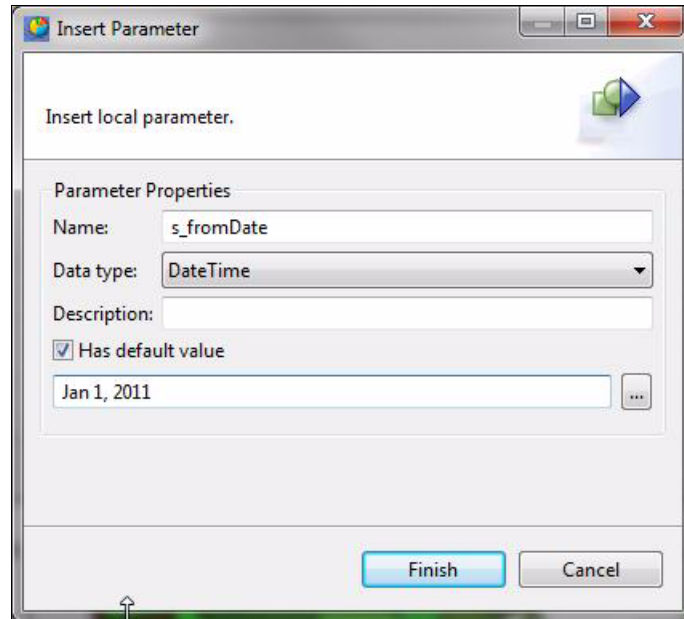 Insert Parameter
Insert local parameter.
Parameter Properties
Name: s_fromDate
Data type: DateTime
Description:
Has default value
Jan 1, 2011
...
Finish Cancel